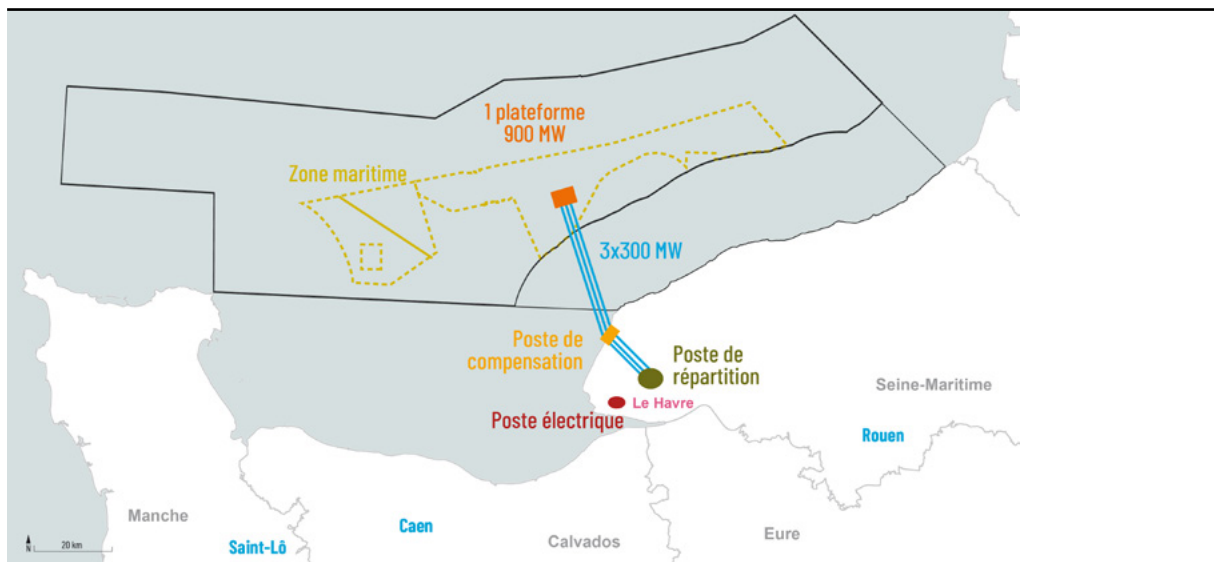 1 plateforme
900 MW
Zone maritime
3x300 MW
Poste de
compensation
Poste de
répartition
Seine-Maritime
Le Havre
Poste électrique
Rouen
Manche
Caen
Eure
Saint-Lô
Calvados
N
20 km